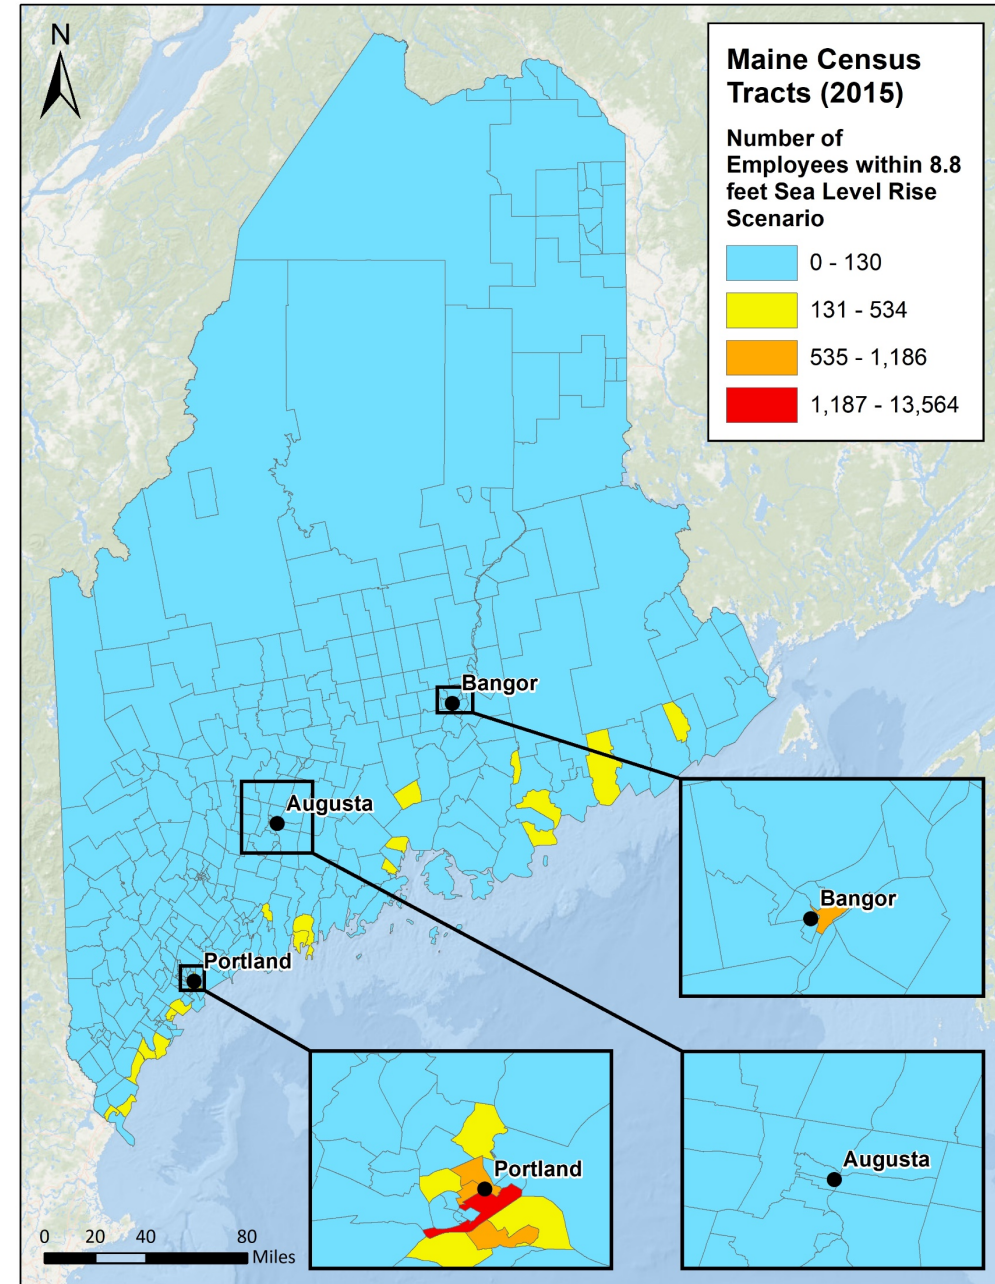 N
Maine Census
Tracts (2015)
Number of
Employees within 8.8
feet Sea Level Rise
Scenario
0 - 130
131 - 534
535 - 1,186
1,187 - 13,564
Bangor
Augusta
Portland
Bangor
Portland
Augusta
0 20 40 80
Miles